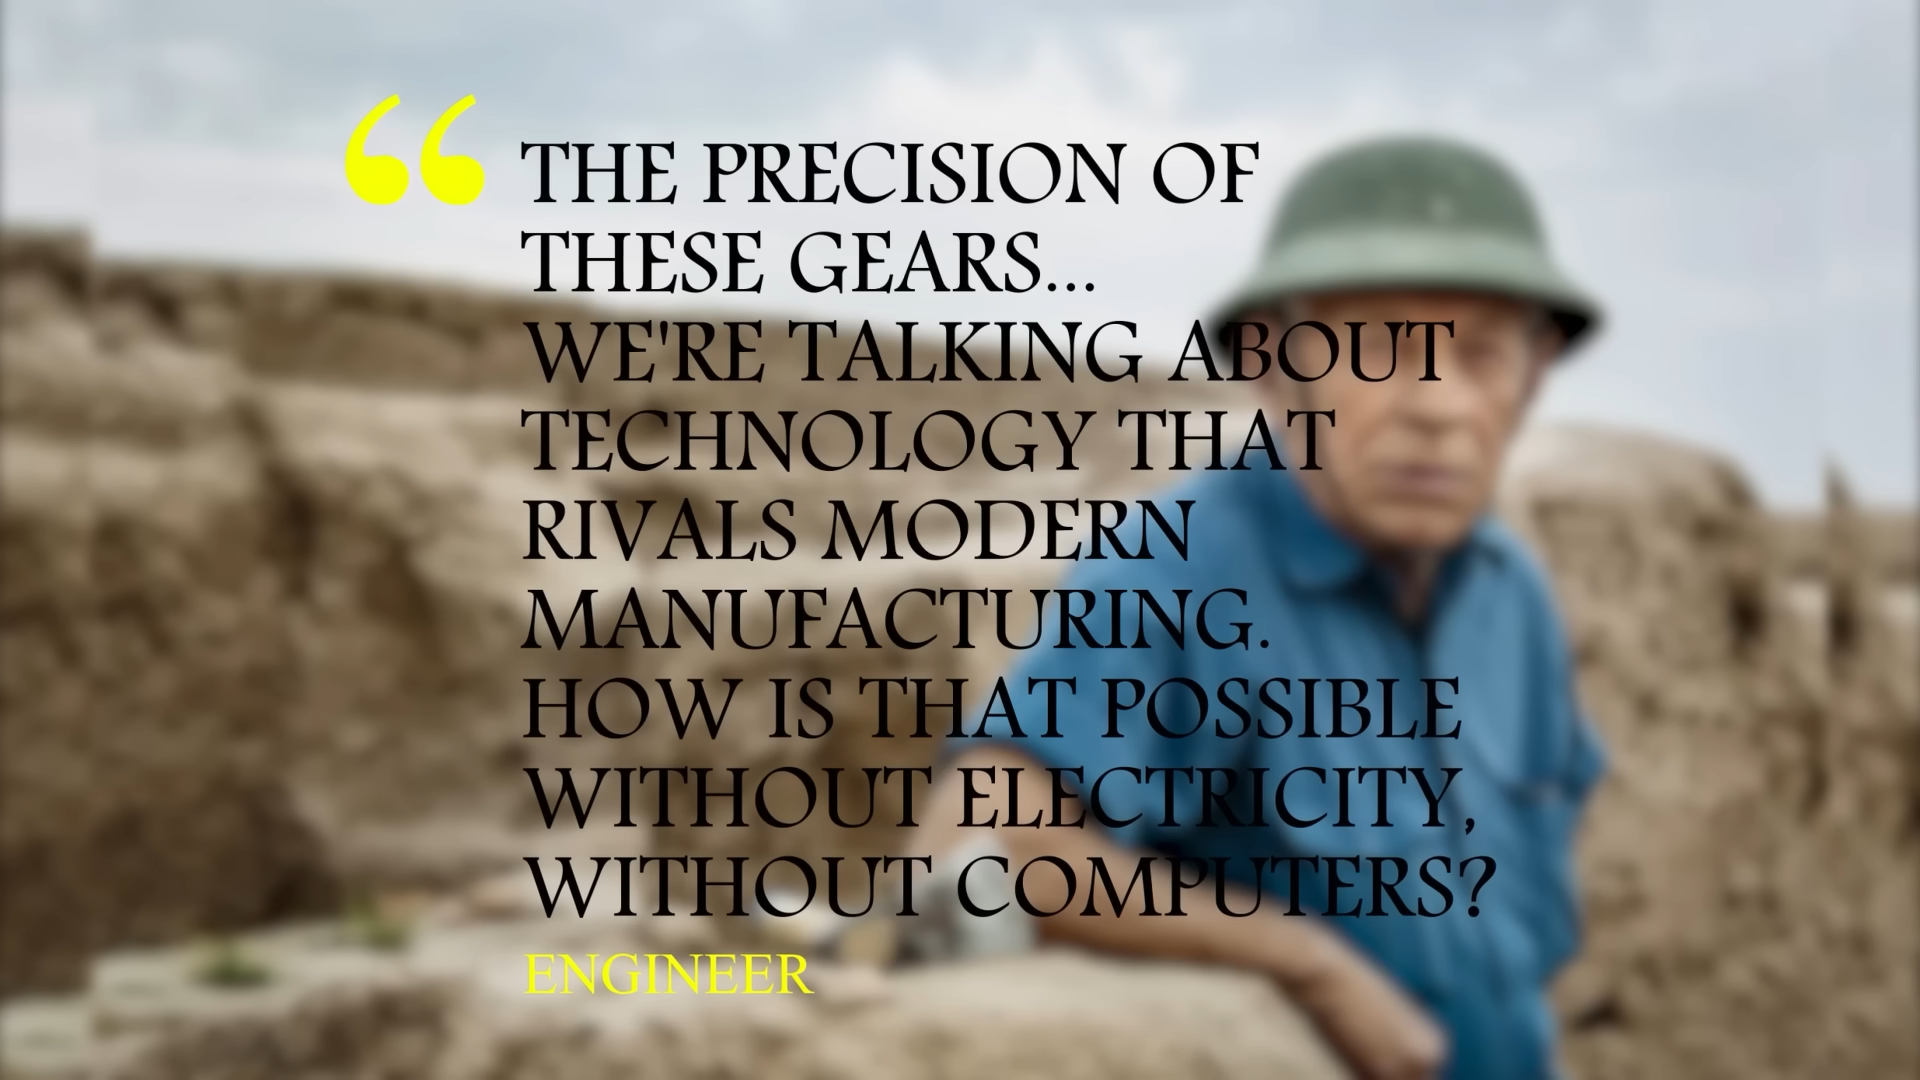 “ THE PRECISION OF
THESE GEARS...
WE'RE TALKING ABOUT
TECHNOLOGY THAT
RIVALS MODERN
MANUFACTURING.
HOW IS THAT POSSIBLE
WITHOUT ELECTRICITY,
WITHOUT COMPUTERS?
ENGINEER